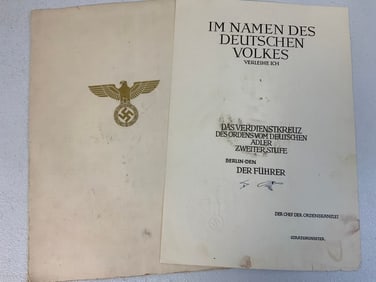 IM NAMEN DES
DEUTSCHEN
VOLKES
VERLEIHE ICH
DAS VERDIENSTKREUZ
DES ORDENS VOM DEUTSCHEN
ADLER
ZWEITER STUFE
BERLIN·DEN
DER FÜHRER
DER CHEF DER ORDENSKANZLEI
STAATSMINISTER